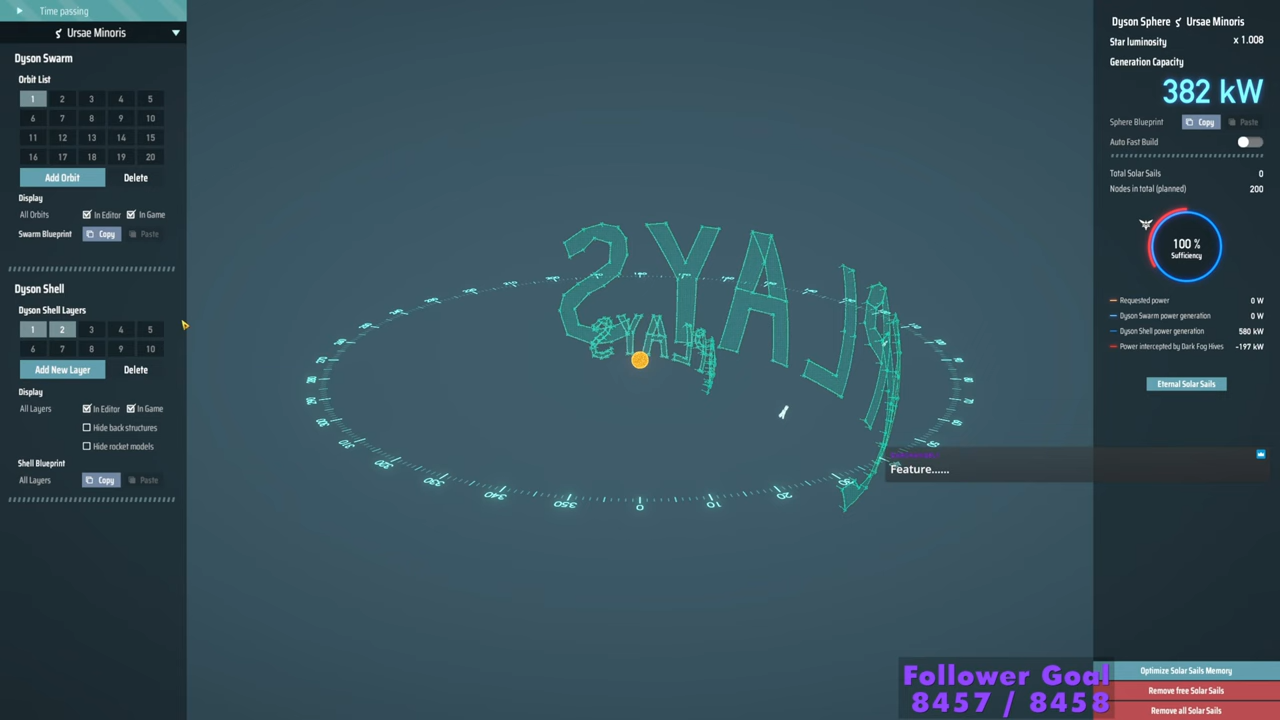 Time passing
Ursae Minoris
Dyson Swarm
Orbit List
1 2 3 4 5
6 7 8 9 10
11 12 13 14 15
16 17 18 19 20
Add Orbit Delete
Display
All Orbits In Editor In Game
Swarm Blueprint Copy Paste
Dyson Shell
Dyson Shell Layers
1 2 3 4 5
6 7 8 9 10
Add New Layer Delete
Display
All Layers In Editor In Game
Hide back structures
Hide rocket models
Shell Blueprint
All Layers Copy Paste
330 340 350 0 10 20
Dyson Sphere Ursae Minoris
Star luminosity x 1.008
Generation Capacity
382 kW
Sphere Blueprint Copy Paste
Auto Fast Build
Total Solar Sails 0
Nodes in total (planned) 200
100 %
Sufficiency
Requested power 0 W
Dyson Swarm power generation 0 W
Dyson Shell power generation 580 kW
Power intercepted by Dark Fog Hives -197 kW
Eternal Solar Sails
Feature......
Follower Goal
8457 / 8458
Optimize Solar Sails Memory
Remove free Solar Sails
Remove all Solar Sails